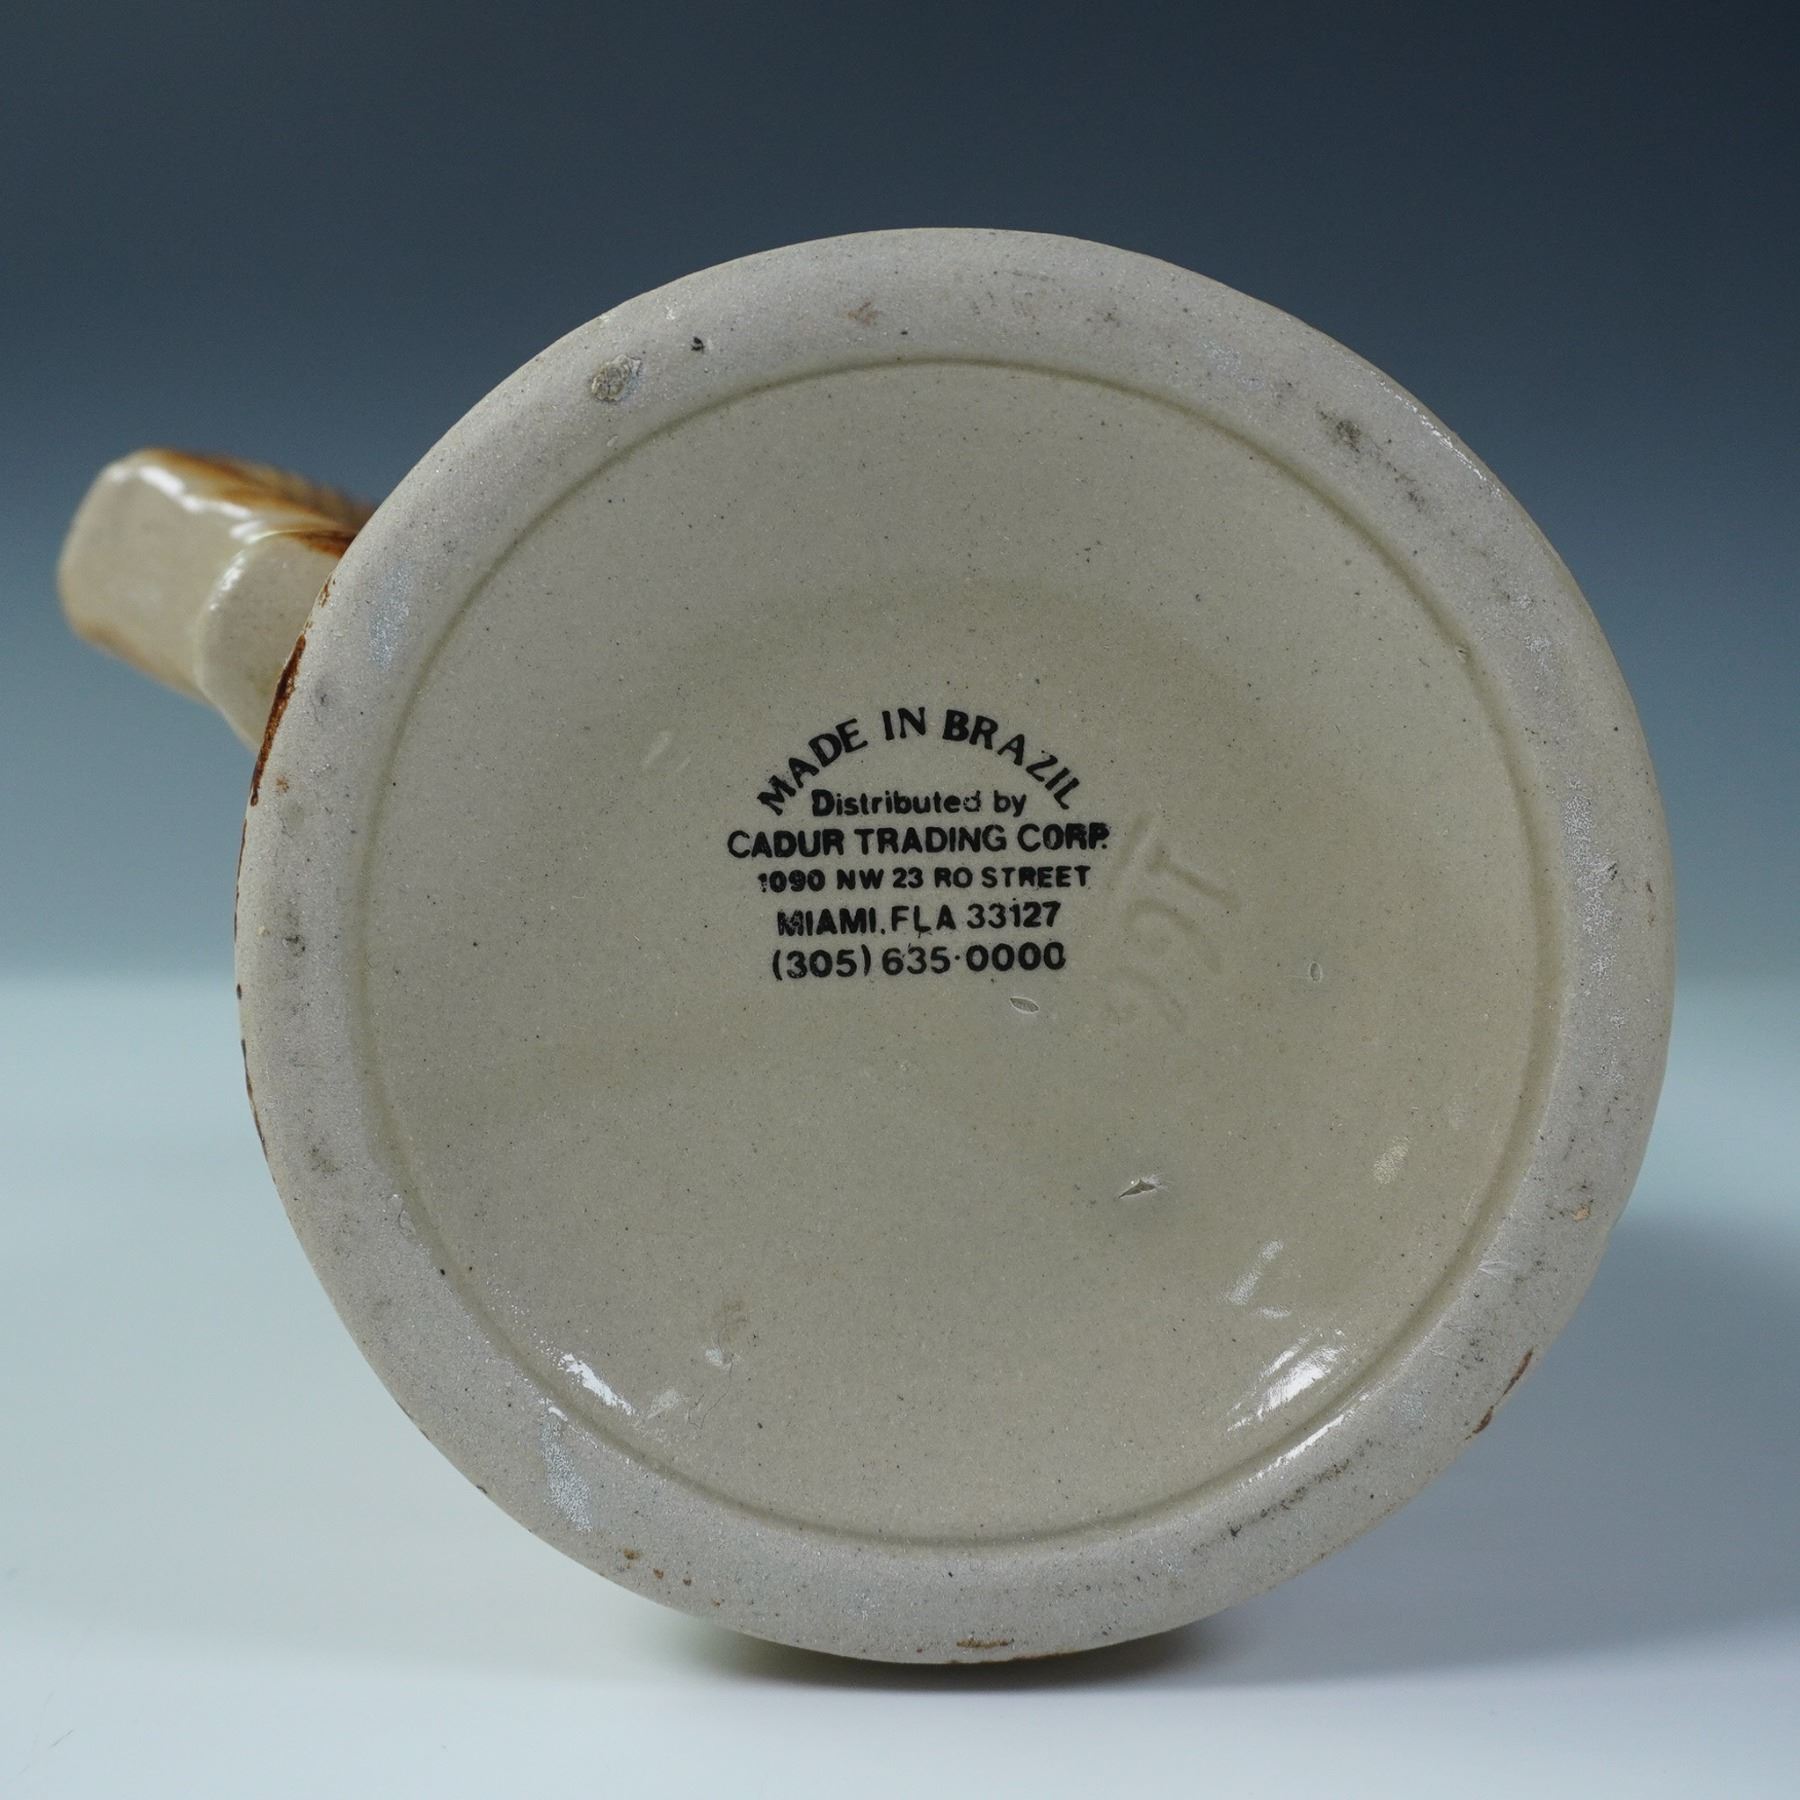 MADE IN BRAZIL
Distributed by
CADUR TRADING CORP.
1090 NW 23 RO STREET
MIAMI, FLA 33127
(305) 635-0000